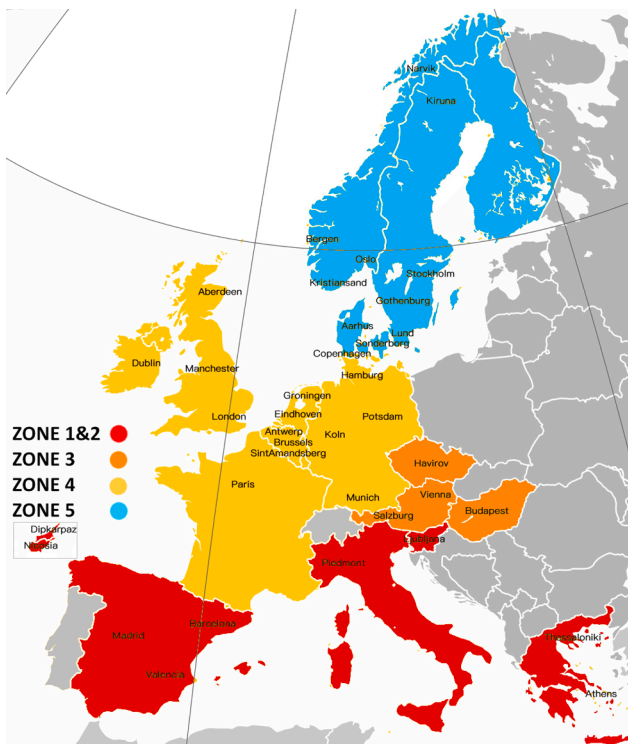 Narvik
Kiruna
Bergen
Oslo
Stockholm
Kristiansand
Aberdeen
Gothenburg
Aarhus
Lund
Sonderborg
Copenhagen
Dublin
Manchester
Hamburg
Groningen
London
Eindhoven
Potsdam
Antwerp
Koln
ZONE 1&2
Brussels
SintAmandsberg
ZONE 3
Havirov
ZONE 4
Paris
Munich
Vienna
ZONE 5
Salzburg
Budapest
Dipkarpaz
Nicosia
Ljubljana
Piedmont
Barcelona
Madrid
Thessaloniki
Valencia
Athens